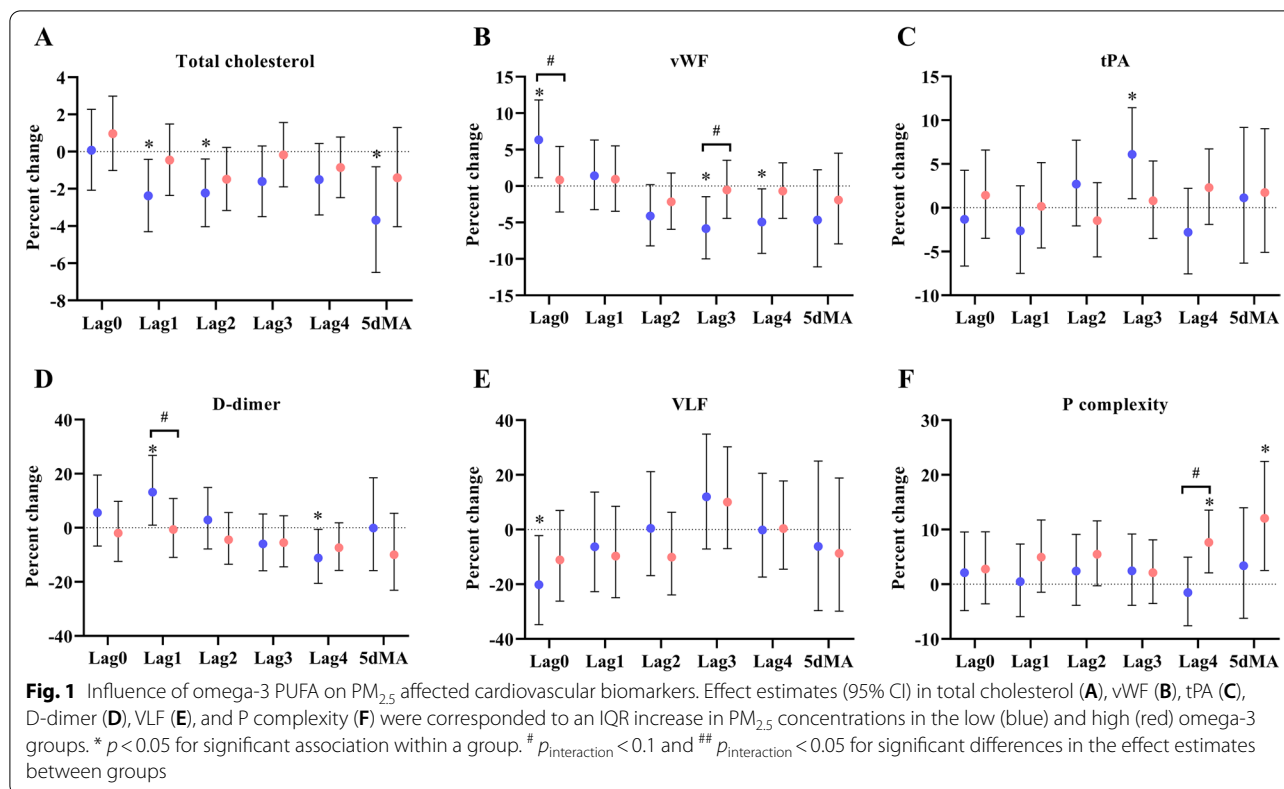 A
Total cholesterol
Percent change
4
2
0
-2
-4
-6
-8
*
*
*
Lag0 Lag1 Lag2 Lag3 Lag4 5dMA
B
vWF
Percent change
15
10
5
0
-5
-10
-15
#
*
#
*
*
Lag0 Lag1 Lag2 Lag3 Lag4 5dMA
C
tPA
Percent change
15
10
5
0
-5
-10
*
Lag0 Lag1 Lag2 Lag3 Lag4 5dMA
D
D-dimer
Percent change
40
20
0
-20
-40
#
*
*
Lag0 Lag1 Lag2 Lag3 Lag4 5dMA
E
VLF
Percent change
40
20
0
-20
-40
*
Lag0 Lag1 Lag2 Lag3 Lag4 5dMA
F
P complexity
Percent change
30
20
10
0
-10
#
*
*
Lag0 Lag1 Lag2 Lag3 Lag4 5dMA
Fig. 1 Influence of omega-3 PUFA on PM2.5 affected cardiovascular biomarkers. Effect estimates (95% CI) in total cholesterol (A), vWF (B), tPA (C),
D-dimer (D), VLF (E), and P complexity (F) were corresponded to an IQR increase in PM2.5 concentrations in the low (blue) and high (red) omega-3
groups. * p < 0.05 for significant association within a group. # pinteraction < 0.1 and ## pinteraction < 0.05 for significant differences in the effect estimates
between groups